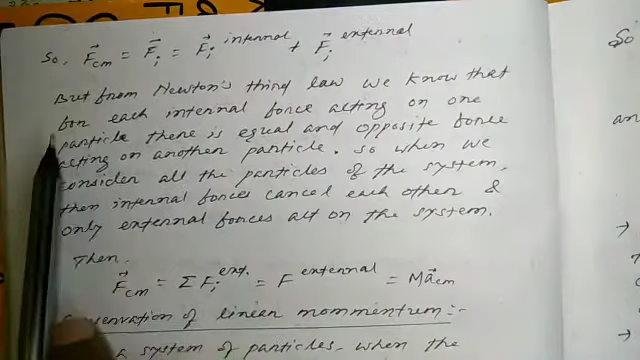 So, F⃗cm = F⃗i = F⃗i internal + F⃗i external
But from Newton's third law we know that
for each internal force acting on one
particle there is equal and opposite force
acting on another particle. So when we
consider all the particles of the system,
then internal forces cancel each other &
only external forces act on the system.
Then.
F⃗cm = Σ Fi ext. = F external = Ma⃗cm
of linear mommentum :-
a system of particles, when the
So
an